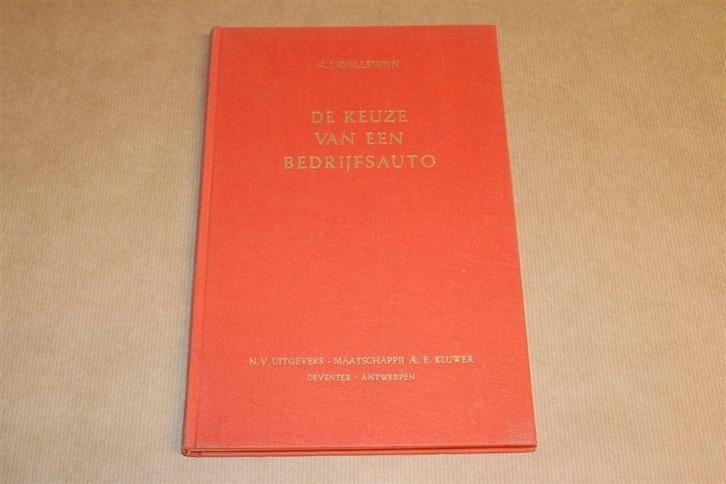 N. J. KOLLEWIJN
DE KEUZE
VAN EEN
BEDRIJFSAUTO
N. V. UITGEVERS - MAATSCHAPPIJ Æ. E. KLUWER
DEVENTER - ANTWERPEN